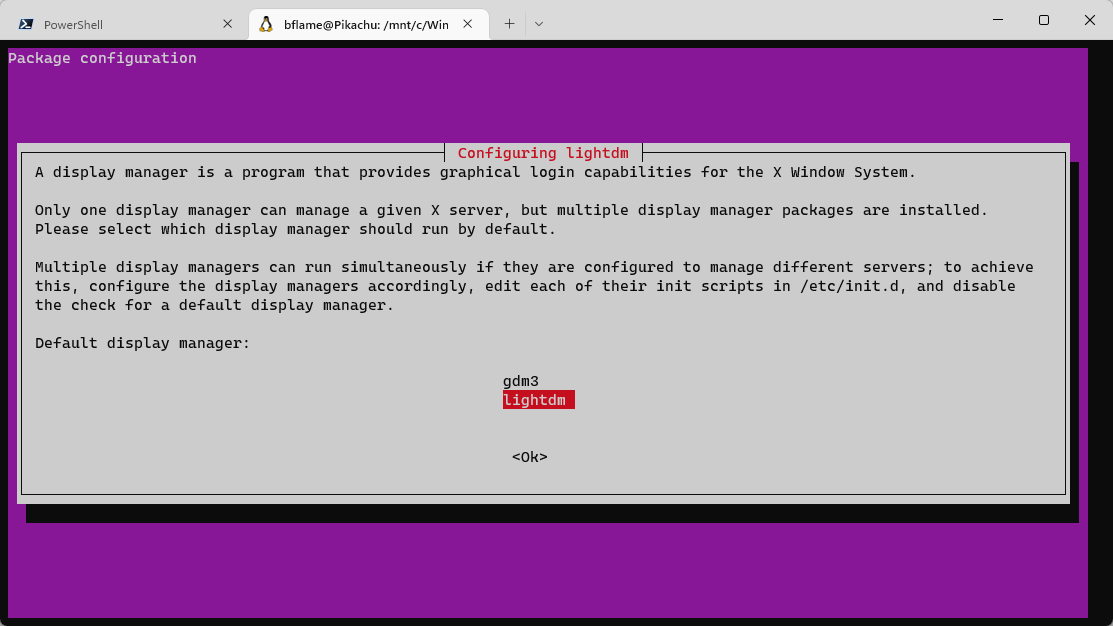 PowerShell
bflame@Pikachu: /mnt/c/Win
Package configuration
Configuring lightdm
A display manager is a program that provides graphical login capabilities for the X Window System.
Only one display manager can manage a given X server, but multiple display manager packages are installed.
Please select which display manager should run by default.
Multiple display managers can run simultaneously if they are configured to manage different servers; to achieve
this, configure the display managers accordingly, edit each of their init scripts in /etc/init.d, and disable
the check for a default display manager.
Default display manager:
gdm3
lightdm
<Ok>